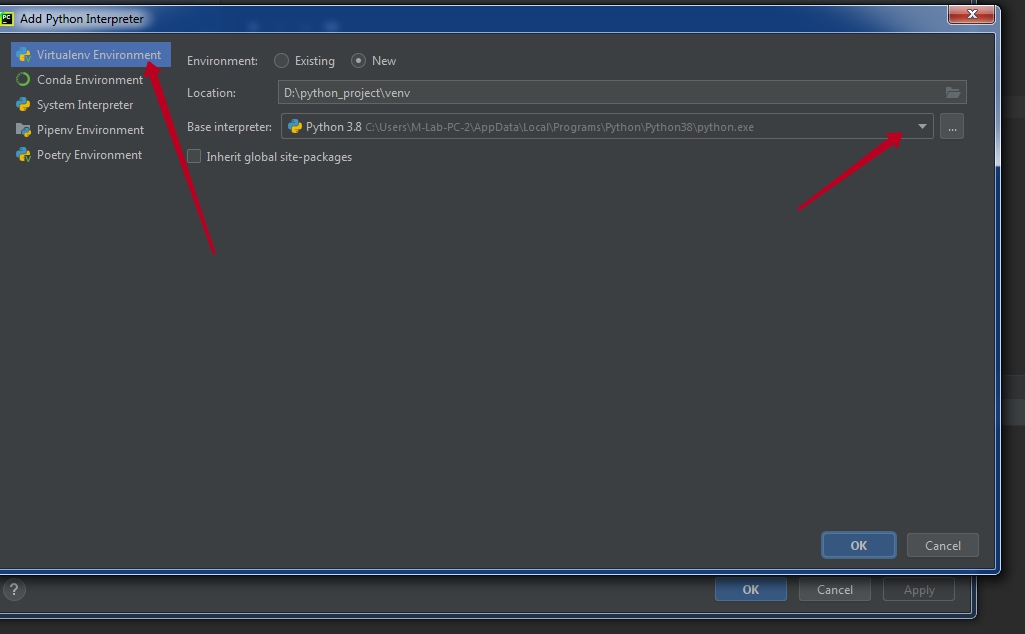 PC Add Python Interpreter
Virtualenv Environment
Conda Environment
System Interpreter
Pipenv Environment
Poetry Environment
Environment: Existing New
Location: D:\python_project\venv
Base interpreter: Python 3.8 C:\Users\M-Lab-PC-2\AppData\Local\Programs\Python\Python38\python.exe ...
Inherit global site-packages
OK Cancel
? OK Cancel Apply